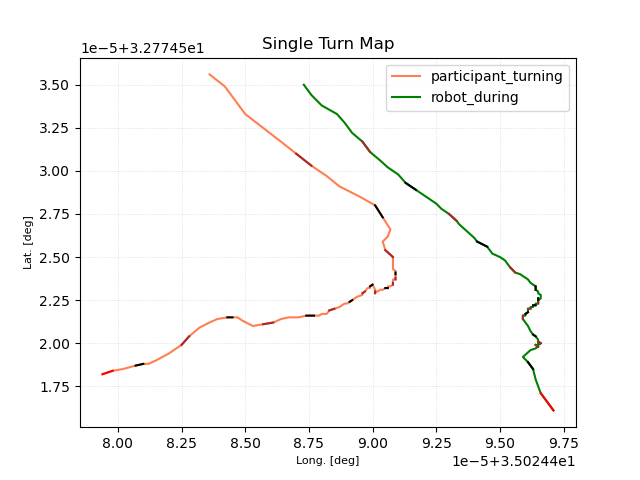 Single Turn Map
1e−5+3.27745e1
participant_turning
robot_during
3.50
3.25
3.00
2.75
2.50
2.25
2.00
1.75
Lat. [deg]
8.00 8.25 8.50 8.75 9.00 9.25 9.50 9.75
Long. [deg]
1e−5+3.50244e1